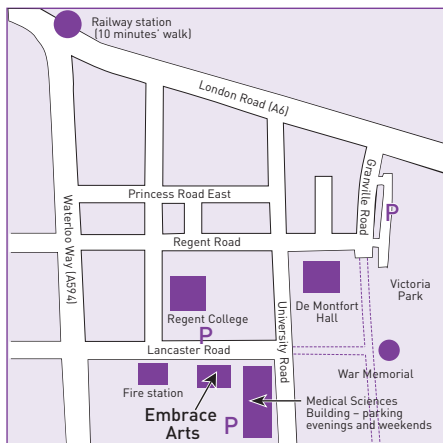 Railway station
(10 minutes' walk)
London Road (A6)
Granville Road
Princess Road East
P
Waterloo Way (A594)
Regent Road
Victoria
Park
De Montfort
Hall
Regent College
University Road
P
Lancaster Road
War Memorial
Fire station
Embrace
Arts
P
Medical Sciences
Building – parking
evenings and weekends